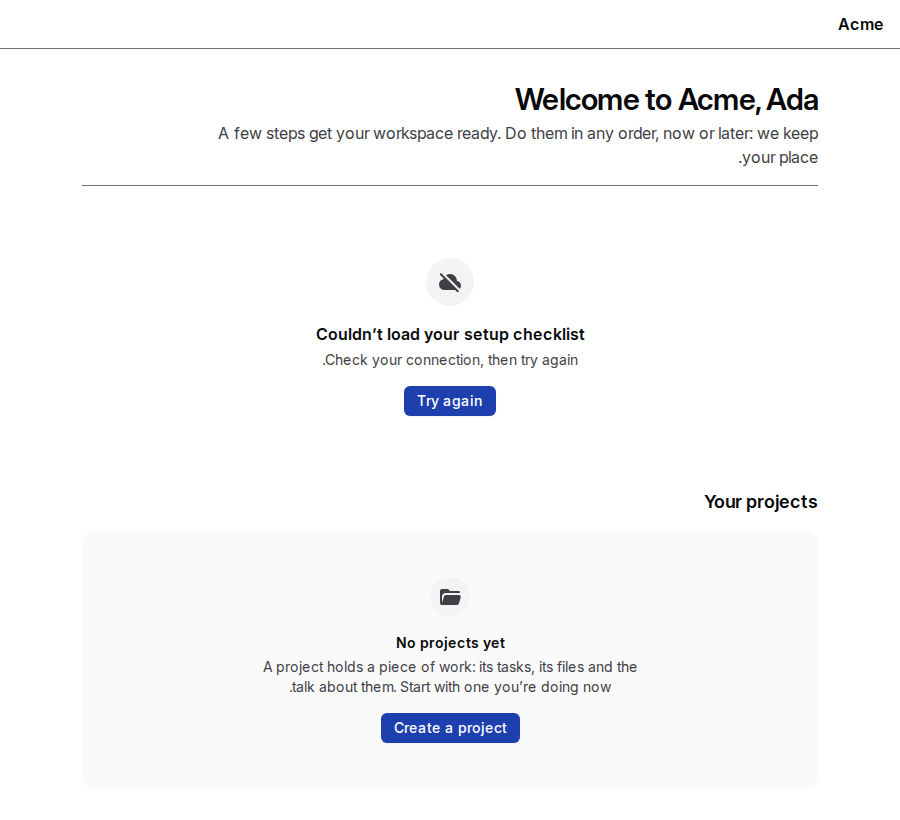 Acme
Welcome to Acme, Ada
A few steps get your workspace ready. Do them in any order, now or later: we keep
.your place
Couldn’t load your setup checklist
.Check your connection, then try again
Try again
Your projects
No projects yet
A project holds a piece of work: its tasks, its files and the
.talk about them. Start with one you’re doing now
Create a project